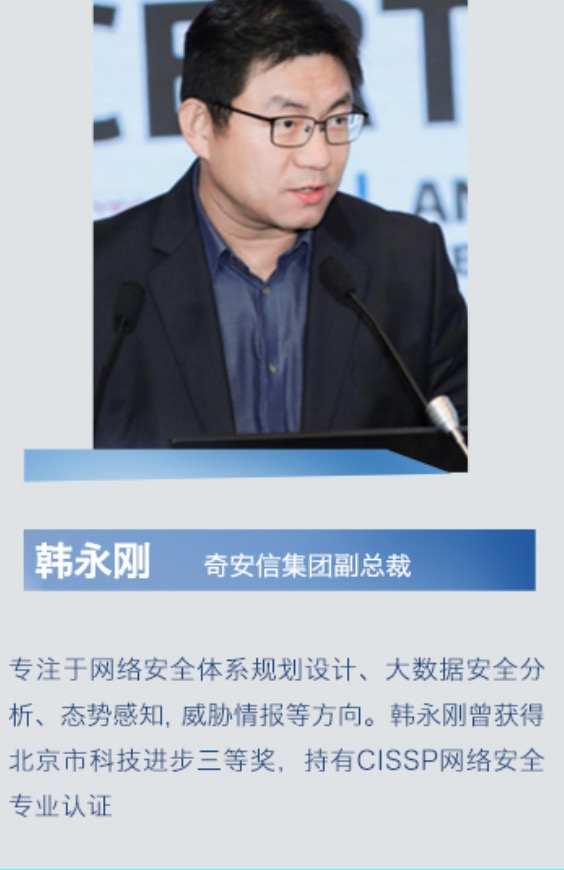 CERT
AN
E
韩永刚 奇安信集团副总裁
专注于网络安全体系规划设计、大数据安全分
析、态势感知, 威胁情报等方向。韩永刚曾获得
北京市科技进步三等奖, 持有CISSP网络安全
专业认证